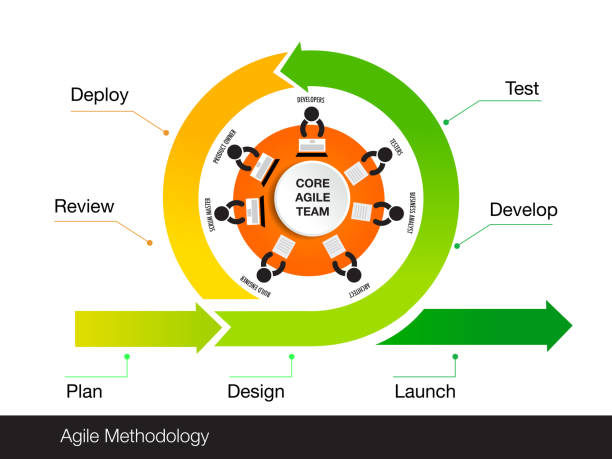 Deploy
Test
DEVELOPERS
PRODUCT OWNER
TESTERS
CORE
AGILE
TEAM
Review
SCRUM MASTER
BUSINESS ANALYST
Develop
BUILD ENGINEER
ARCHITECT
Plan
Design
Launch
Agile Methodology